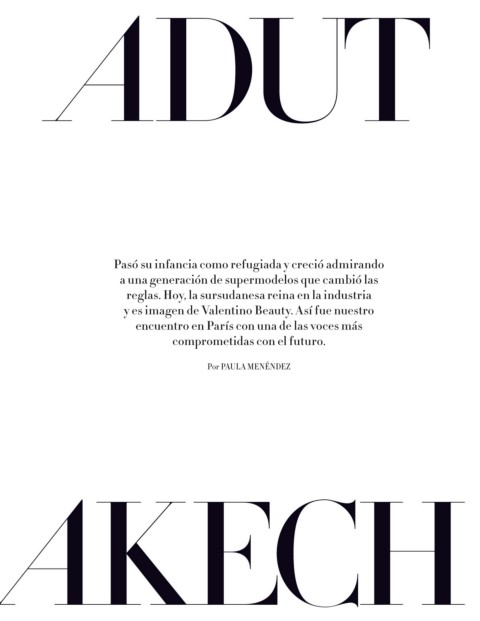 ADUT
Pasó su infancia como refugiada y creció admirando
a una generación de supermodelos que cambió las
reglas. Hoy, la sursudanesa reina en la industria
y es imagen de Valentino Beauty. Así fue nuestro
encuentro en París con una de las voces más
comprometidas con el futuro.
Por PAULA MENÉNDEZ
AKECH